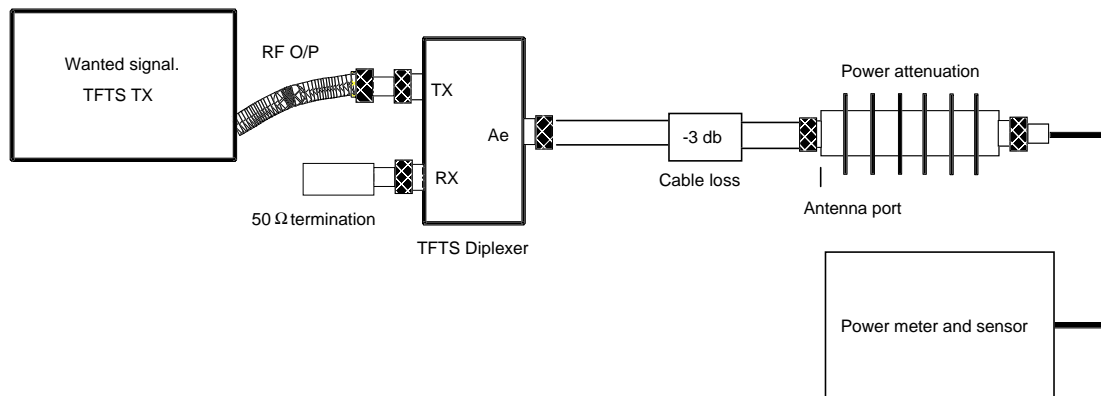 Wanted signal.
TFTS TX
RF O/P
TX
RX
Ae
50 Ω termination
TFTS Diplexer
-3 db
Cable loss
Power attenuation
Antenna port
Power meter and sensor